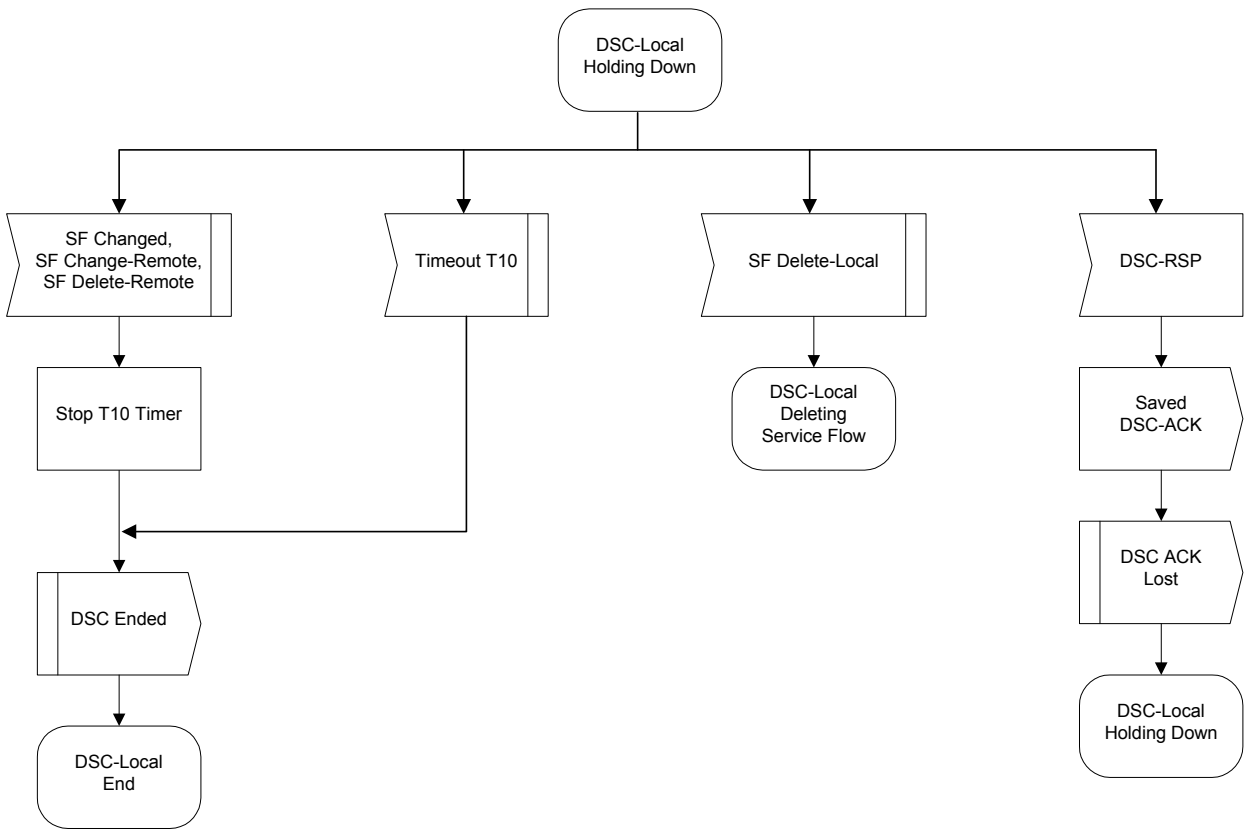 DSC-Local
Holding Down
SF Changed,
SF Change-Remote,
SF Delete-Remote
Timeout T10
SF Delete-Local
DSC-RSP
Stop T10 Timer
DSC-Local
Deleting
Service Flow
Saved
DSC-ACK
DSC Ended
DSC ACK
Lost
DSC-Local
End
DSC-Local
Holding Down